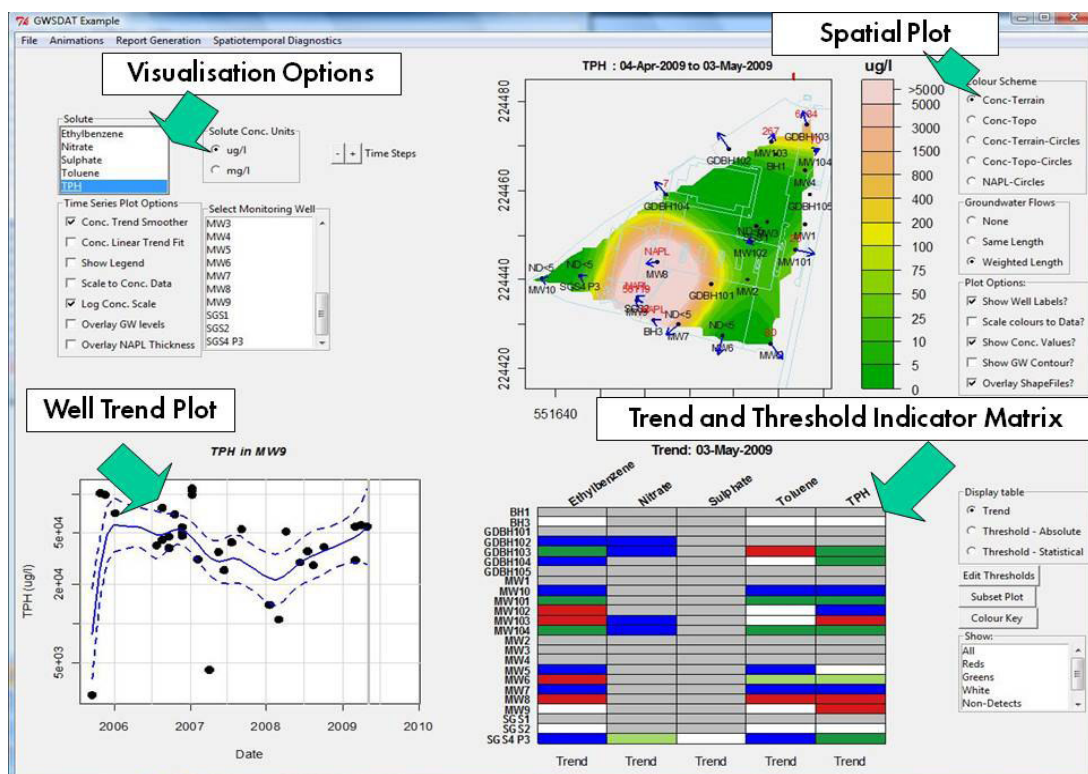 GWSDAT Example
File Animations Report Generation Spatiotemporal Diagnostics
Visualisation Options
Solute
Ethylbenzene
Nitrate
Sulphate
Toluene
TPH
Solute Conc. Units
ug/l
mg/l
- + Time Steps
Time Series Plot Options
Conc. Trend Smoother
Conc. Linear Trend Fit
Show Legend
Scale to Conc. Data
Log Conc. Scale
Overlay GW levels
Overlay NAPL Thickness
Select Monitoring Well
MW3
MW4
MW5
MW6
MW7
MW8
MW9
SGS1
SGS2
SGS4 P3
Spatial Plot
TPH : 04-Apr-2009 to 03-May-2009
224480
224460
224440
224420
551640
267
GDBH103
GDBH102
MW103
BH1
MW104
MW4
7
GDBH104
GDBH105
MW3
MW1
MW102
MW101
NAPL
MW8
ND<5
MW10
ND<5
SGS4 P3
GDBH101
MW2
BH3
ND<5
MW7
ND<5
MW6
ug/l
>5000
5000
3000
1500
800
400
200
100
75
50
25
10
5
0
Colour Scheme
Conc-Terrain
Conc-Topo
Conc-Terrain-Circles
Conc-Topo-Circles
NAPL-Circles
Groundwater Flows
None
Same Length
Weighted Length
Plot Options:
Show Well Labels?
Scale colours to Data?
Show Conc. Values?
Show GW Contour?
Overlay ShapeFiles?
Well Trend Plot
TPH in MW9
TPH (ug/l)
5e+04
2e+04
5e+03
2006 2007 2008 2009 2010
Date
Trend and Threshold Indicator Matrix
Trend: 03-May-2009
Ethylbenzene
Nitrate
Sulphate
Toluene
TPH
BH1
BH3
GDBH101
GDBH102
GDBH103
GDBH104
GDBH105
MW1
MW10
MW101
MW102
MW103
MW104
MW2
MW3
MW4
MW5
MW6
MW7
MW8
MW9
SGS1
SGS2
SGS4 P3
Trend Trend Trend Trend Trend
Display table
Trend
Threshold - Absolute
Threshold - Statistical
Edit Thresholds
Subset Plot
Colour Key
Show:
All
Reds
Greens
White
Non-Detects